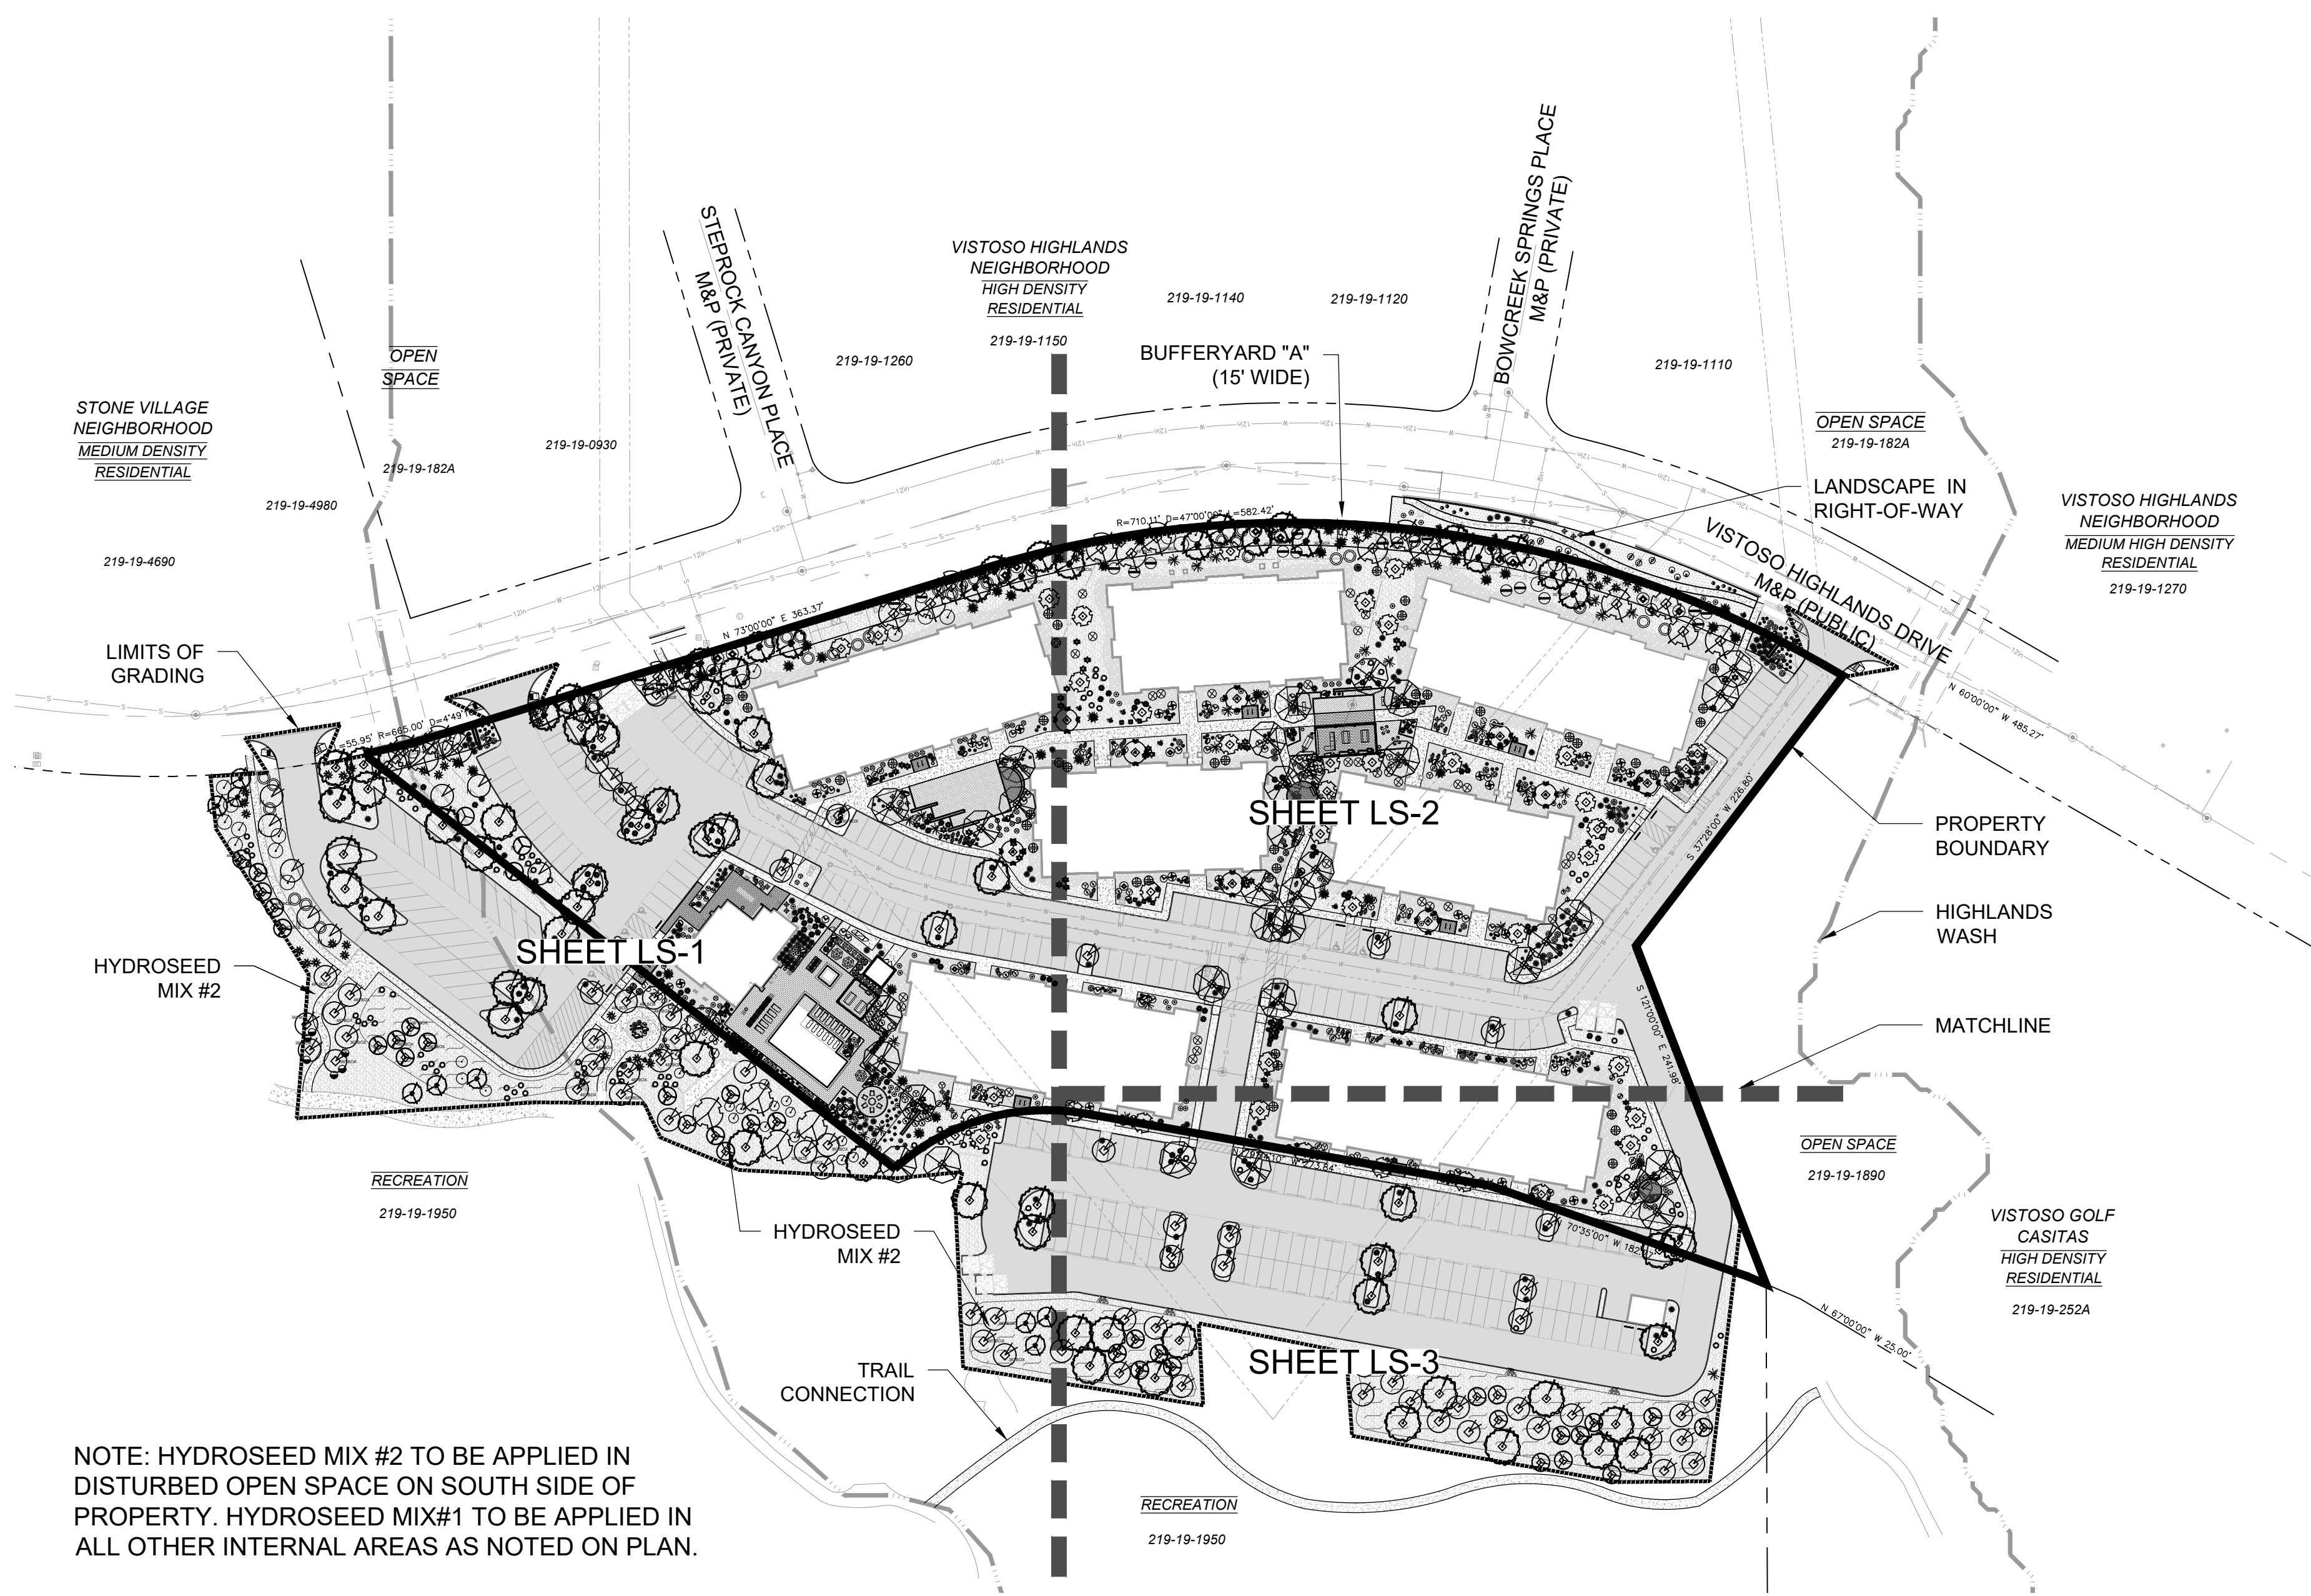 STEPROCK CANYON PLACE
M&P (PRIVATE)
VISTOSO HIGHLANDS
NEIGHBORHOOD
HIGH DENSITY
RESIDENTIAL
219-19-1150
219-19-1140
219-19-1120
BOWCREEK SPRINGS PLACE
M&P (PRIVATE)
219-19-1260
BUFFERYARD "A"
(15' WIDE)
219-19-1110
OPEN
SPACE
219-19-182A
STONE VILLAGE
NEIGHBORHOOD
MEDIUM DENSITY
RESIDENTIAL
219-19-0930
219-19-4980
219-19-4690
OPEN SPACE
219-19-182A
LANDSCAPE IN
RIGHT-OF-WAY
VISTOSO HIGHLANDS
NEIGHBORHOOD
MEDIUM HIGH DENSITY
RESIDENTIAL
219-19-1270
VISTOSO HIGHLANDS DRIVE
M&P (PUBLIC)
R=710.11' D=47°00'00" L=582.42'
N 73°00'00" E 363.37'
N 60°00'00" W 485.27'
LIMITS OF
GRADING
S 37°28'00" W 226.80'
SHEET LS-2
PROPERTY
BOUNDARY
SHEET LS-1
HIGHLANDS
WASH
HYDROSEED
MIX #2
S 121°00'00" E 241.98'
MATCHLINE
OPEN SPACE
219-19-1890
RECREATION
219-19-1950
HYDROSEED
MIX #2
VISTOSO GOLF
CASITAS
HIGH DENSITY
RESIDENTIAL
219-19-252A
N 67°00'00" W 25.00'
SHEET LS-3
TRAIL
CONNECTION
RECREATION
219-19-1950
NOTE: HYDROSEED MIX #2 TO BE APPLIED IN
DISTURBED OPEN SPACE ON SOUTH SIDE OF
PROPERTY. HYDROSEED MIX#1 TO BE APPLIED IN
ALL OTHER INTERNAL AREAS AS NOTED ON PLAN.